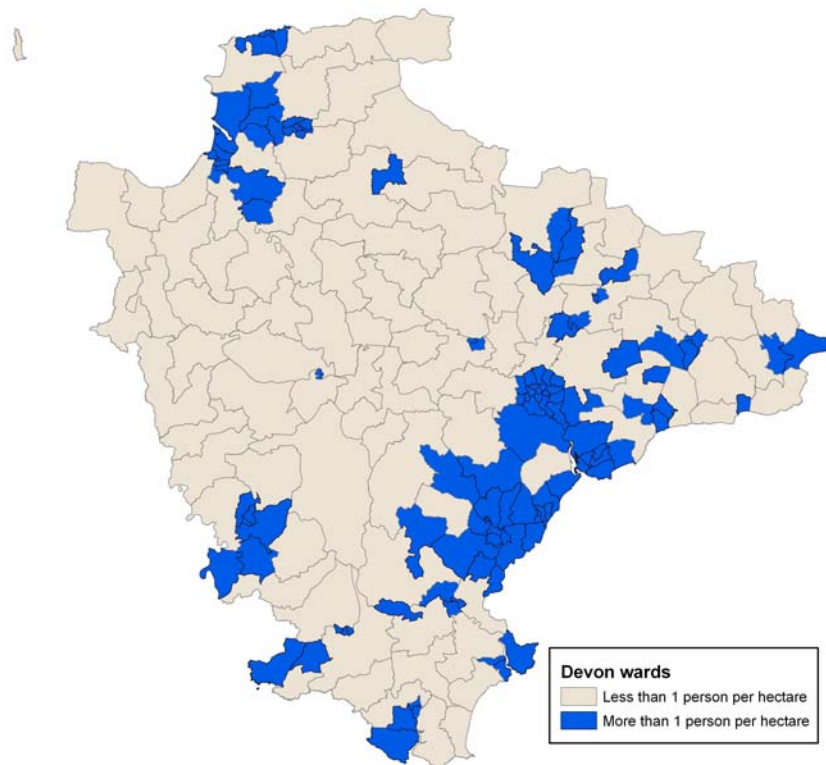 Devon wards
Less than 1 person per hectare
More than 1 person per hectare